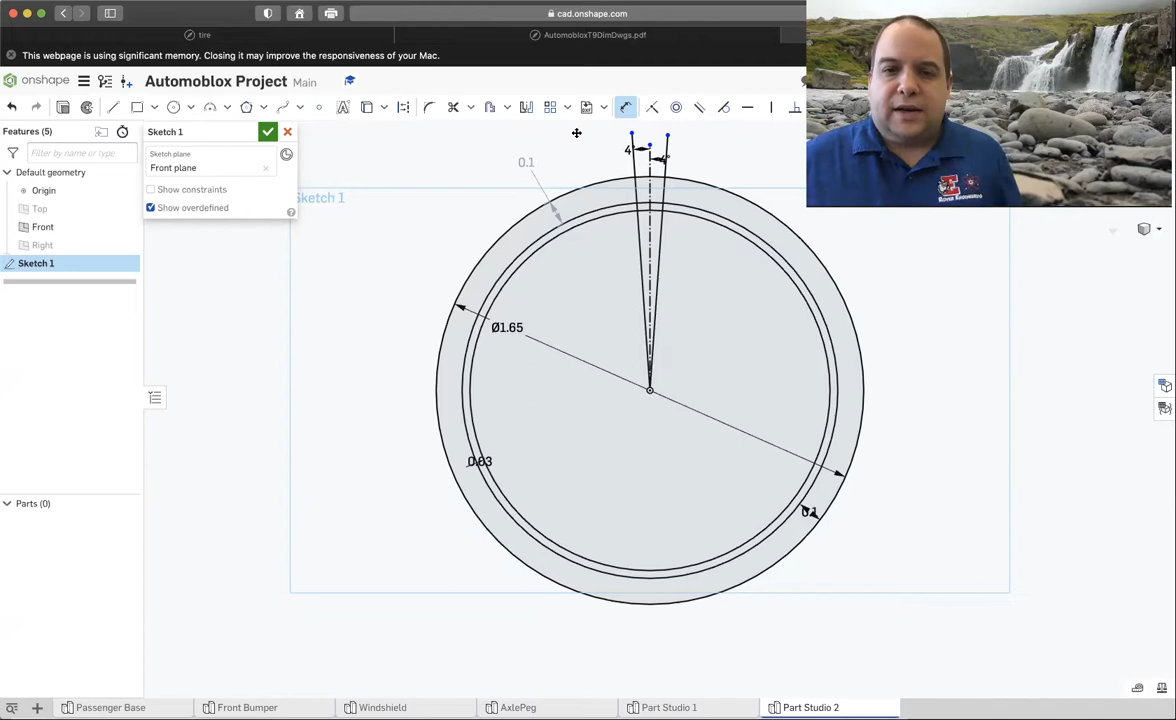 cad.onshape.com
tire
AutomobloxT9DimDwgs.pdf
This webpage is using significant memory. Closing it may improve the responsiveness of your Mac.
onshape
Automoblox Project Main
Features (5)
Filter by name or type
Default geometry
Origin
Top
Front
Right
Sketch 1
Parts (0)
Sketch 1
Sketch plane
Front plane
Show constraints
Show overdefined
Sketch 1
0.1
4°
4°
Ø1.65
0.03
0.1
Passenger Base
Front Bumper
Windshield
AxlePeg
Part Studio 1
Part Studio 2